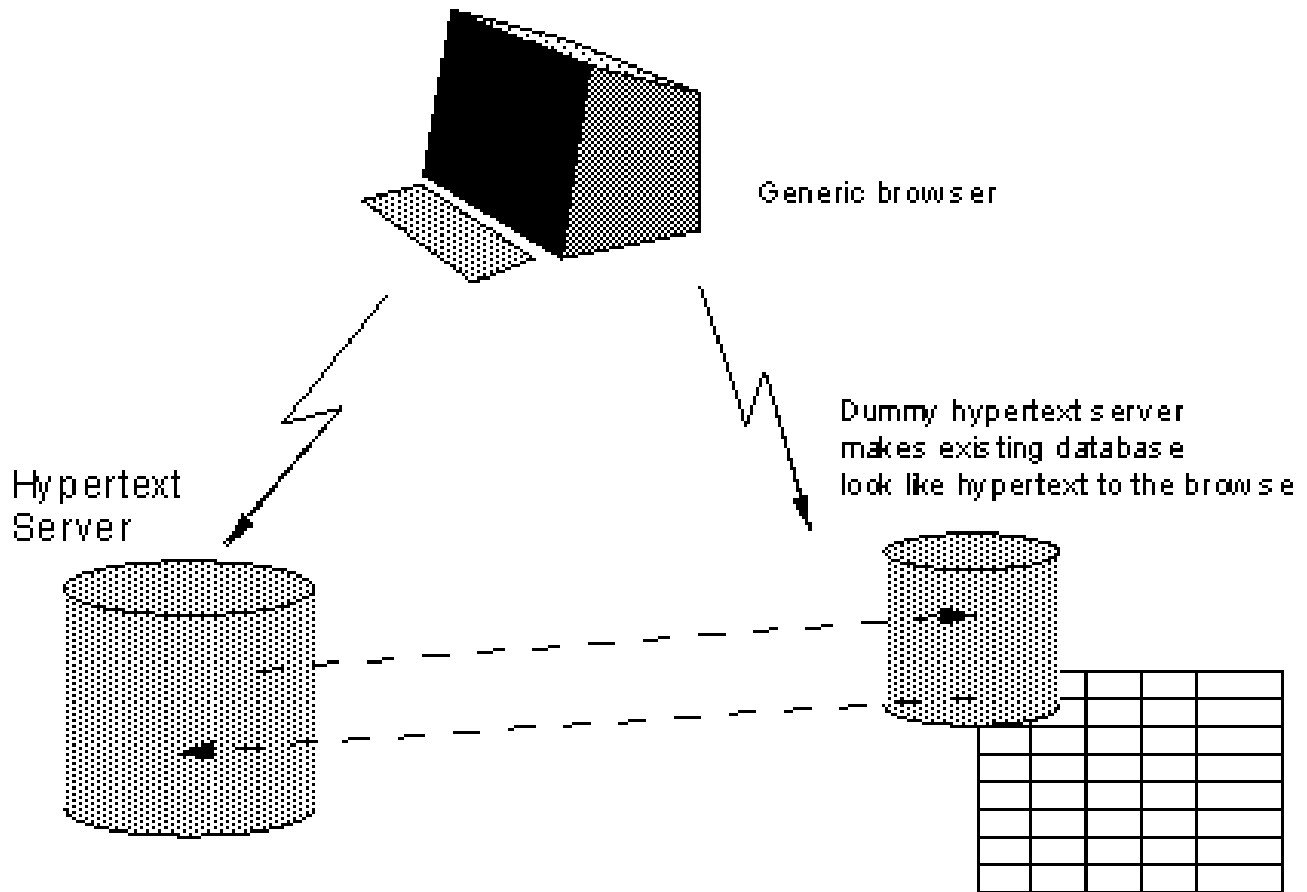 Generic browser
Dummy hypertext server
makes existing database
look like hypertext to the browse
Hypertext
Server